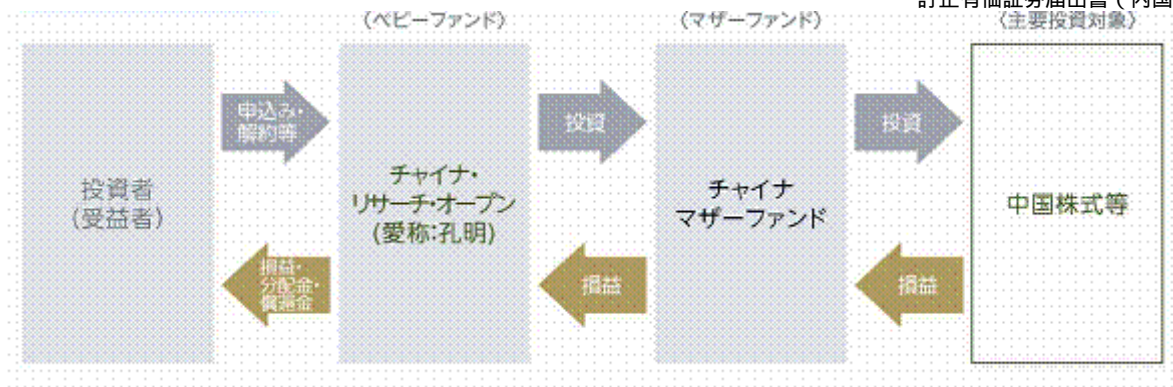 訂正有価証券届出書（内国
〈ベビーファンド〉
〈マザーファンド〉
〈主要投資対象〉
申込み・
解約等
投資
投資
投資者
（受益者）
チャイナ・
リサーチ・オープン
(愛称:孔明)
チャイナ
マザーファンド
中国株式等
損益・
分配金・
償還金
損益
損益